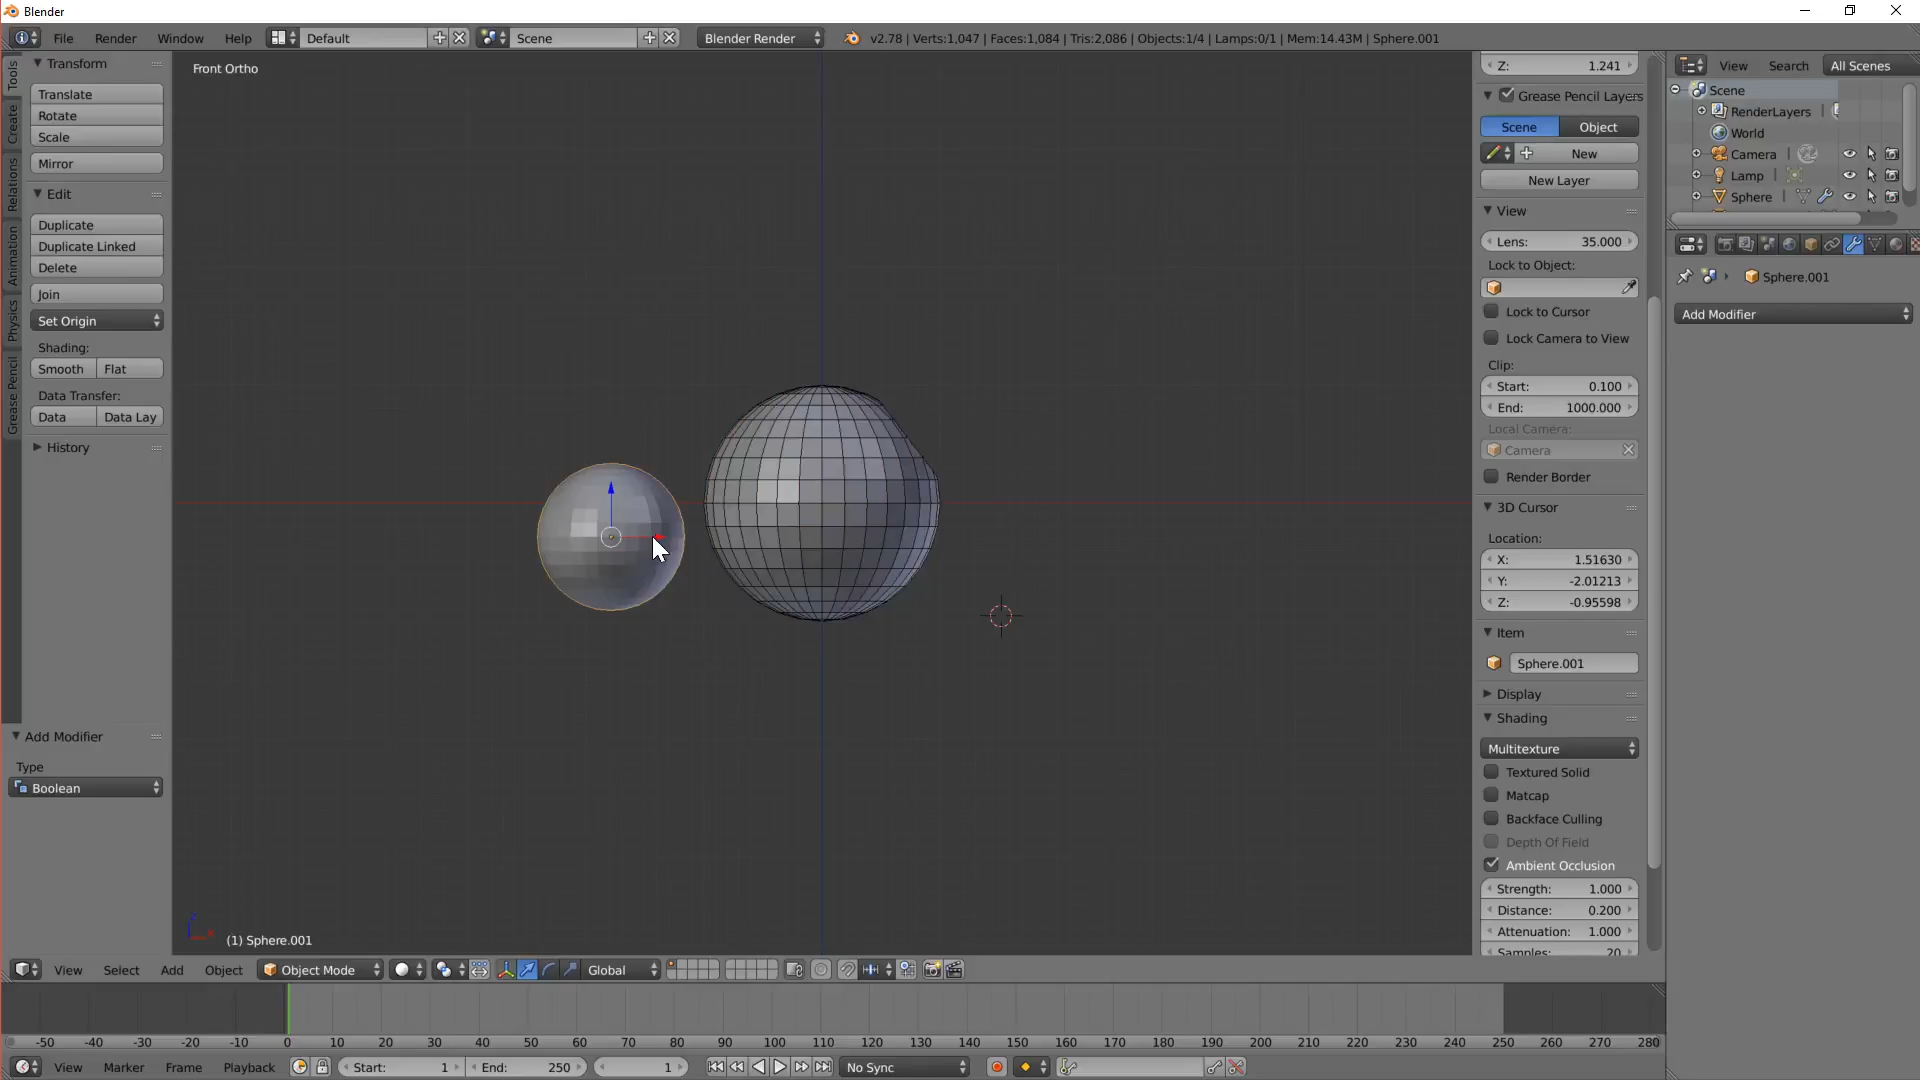 Blender
File Render Window Help Default Scene Blender Render v2.78 | Verts:1,047 | Faces:1,084 | Tris:2,086 | Objects:1/4 | Lamps:0/1 | Mem:14.43M | Sphere.001
Tools
Create
Relations
Animation
Physics
Grease Pencil
Transform
Translate
Rotate
Scale
Mirror
Edit
Duplicate
Duplicate Linked
Delete
Join
Set Origin
Shading:
Smooth Flat
Data Transfer:
Data Data Lay
History
Add Modifier
Type
Boolean
Front Ortho
(1) Sphere.001
Z: 1.241
Grease Pencil Layers
Scene Object
New
New Layer
View
Lens: 35.000
Lock to Object:
Lock to Cursor
Lock Camera to View
Clip:
Start: 0.100
End: 1000.000
Local Camera:
Camera
Render Border
3D Cursor
Location:
X: 1.51630
Y: -2.01213
Z: -0.95598
Item
Sphere.001
Display
Shading
Multitexture
Textured Solid
Matcap
Backface Culling
Depth Of Field
Ambient Occlusion
Strength: 1.000
Distance: 0.200
Attenuation: 1.000
Samples: 20
View Search All Scenes
Scene
RenderLayers
World
Camera
Lamp
Sphere
Sphere.001
Add Modifier
View Select Add Object Object Mode Global
-50 -40 -30 -20 -10 0 10 20 30 40 50 60 70 80 90 100 110 120 130 140 150 160 170 180 190 200 210 220 230 240 250 260 270 280
View Marker Frame Playback Start: 1 End: 250 1 No Sync